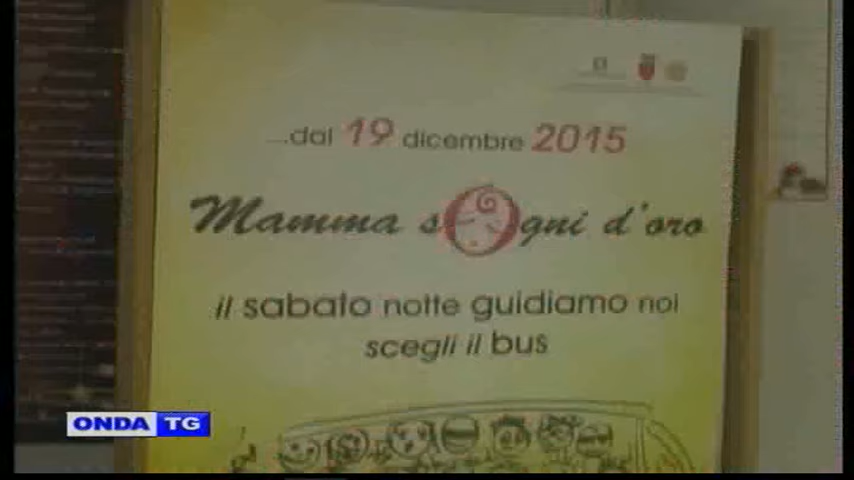 ...dal 19 dicembre 2015
Mamma sogni d'oro
il sabato notte guidiamo noi
scegli il bus
ONDA TG